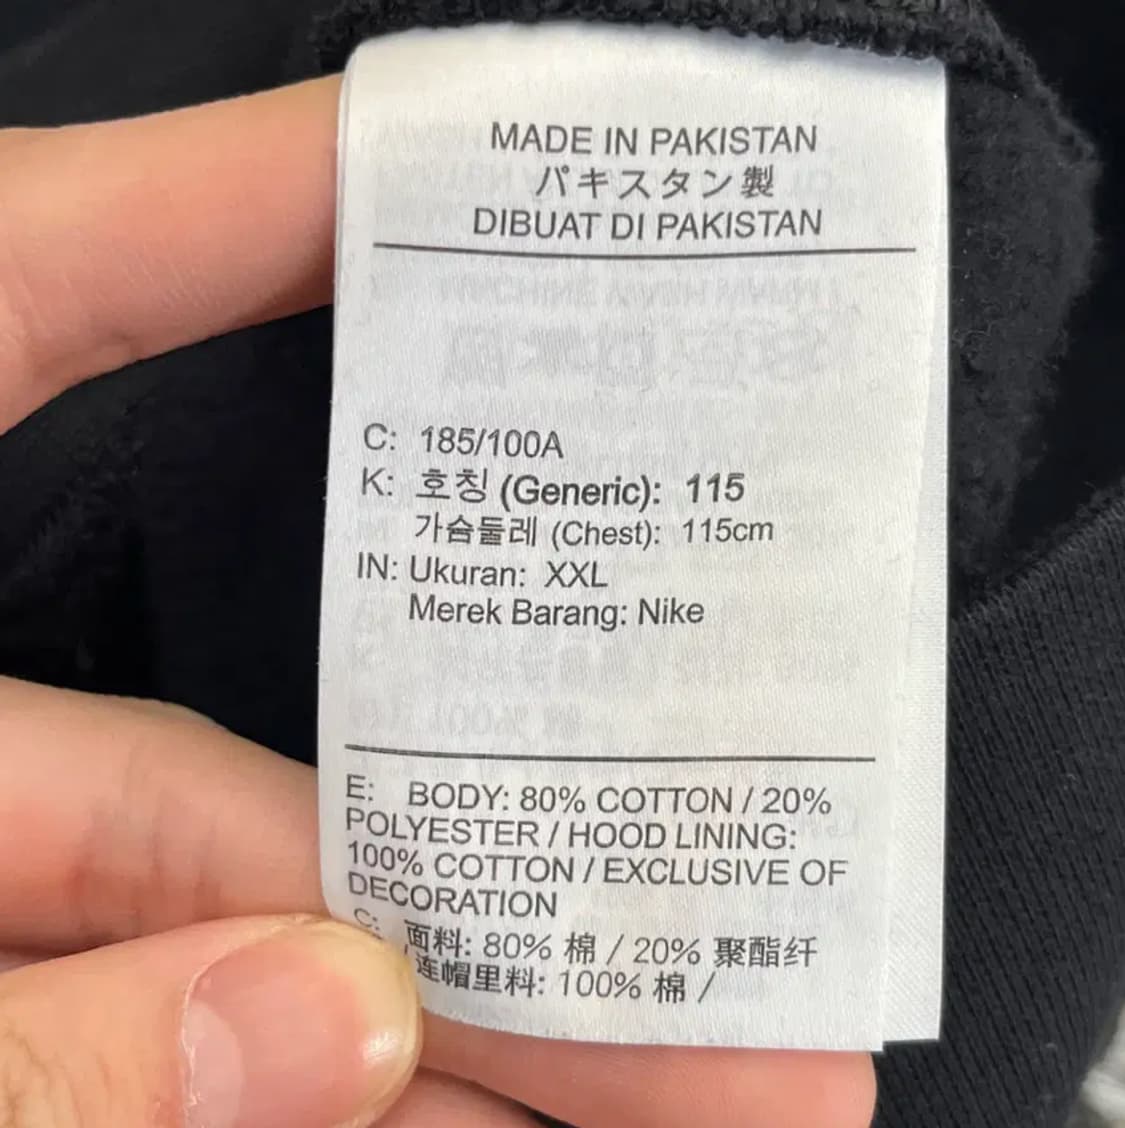 MADE IN PAKISTAN
パキスタン製
DIBUAT DI PAKISTAN
C: 185/100A
K: 호칭 (Generic): 115
가슴둘레 (Chest): 115cm
IN: Ukuran: XXL
Merek Barang: Nike
E: BODY: 80% COTTON / 20%
POLYESTER / HOOD LINING:
100% COTTON / EXCLUSIVE OF
DECORATION
C: 面料: 80% 棉 / 20% 聚酯纤
/ 连帽里料: 100% 棉 /